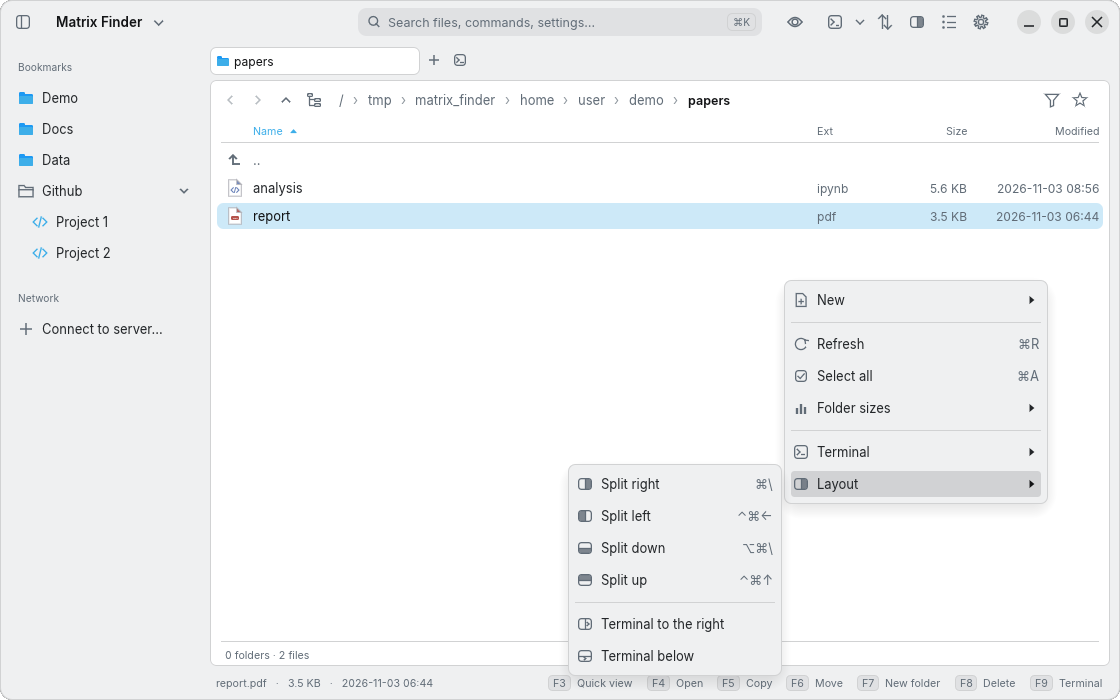 Matrix Finder
Search files, commands, settings... ⌘K
Bookmarks
Demo
Docs
Data
Github
Project 1
Project 2
Network
Connect to server...
papers
/ › tmp › matrix_finder › home › user › demo › papers
Name Ext Size Modified
..
analysis ipynb 5.6 KB 2026-11-03 08:56
report pdf 3.5 KB 2026-11-03 06:44
New
Refresh ⌘R
Select all ⌘A
Folder sizes
Terminal
Layout
Split right ⌘\
Split left ^⌘←
Split down ⌥⌘\
Split up ^⌘↑
Terminal to the right
Terminal below
0 folders · 2 files
report.pdf · 3.5 KB · 2026-11-03 06:44
F3 Quick view F4 Open F5 Copy F6 Move F7 New folder F8 Delete F9 Terminal